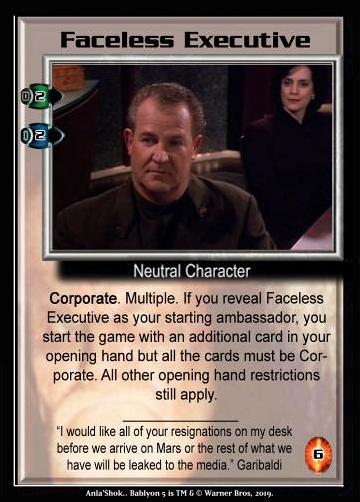 Faceless Executive
2
2
Neutral Character
Corporate. Multiple. If you reveal Faceless
Executive as your starting ambassador, you
start the game with an additional card in your
opening hand but all the cards must be Cor-
porate. All other opening hand restrictions
still apply.
“I would like all of your resignations on my desk
before we arrive on Mars or the rest of what we
have will be leaked to the media.” Garibaldi
6
Anla'Shok.. Bablyon 5 is TM & © Warner Bros, 2019.